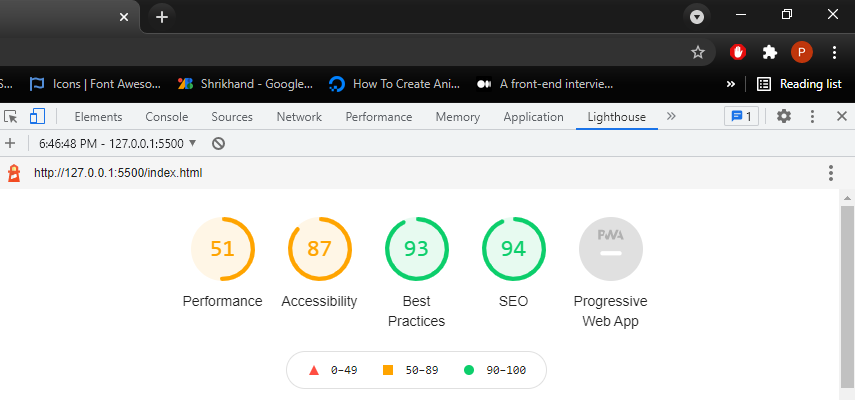 P
S...
Icons | Font Aweso...
Shrikhand - Google...
How To Create Ani...
A front-end intervie...
»
Reading list
Elements
Console
Sources
Network
Performance
Memory
Application
Lighthouse
»
1
+
6:46:48 PM - 127.0.0.1:5500
http://127.0.0.1:5500/index.html
51
87
93
94
PWA
Performance
Accessibility
Best
Practices
SEO
Progressive
Web App
0–49
50–89
90–100